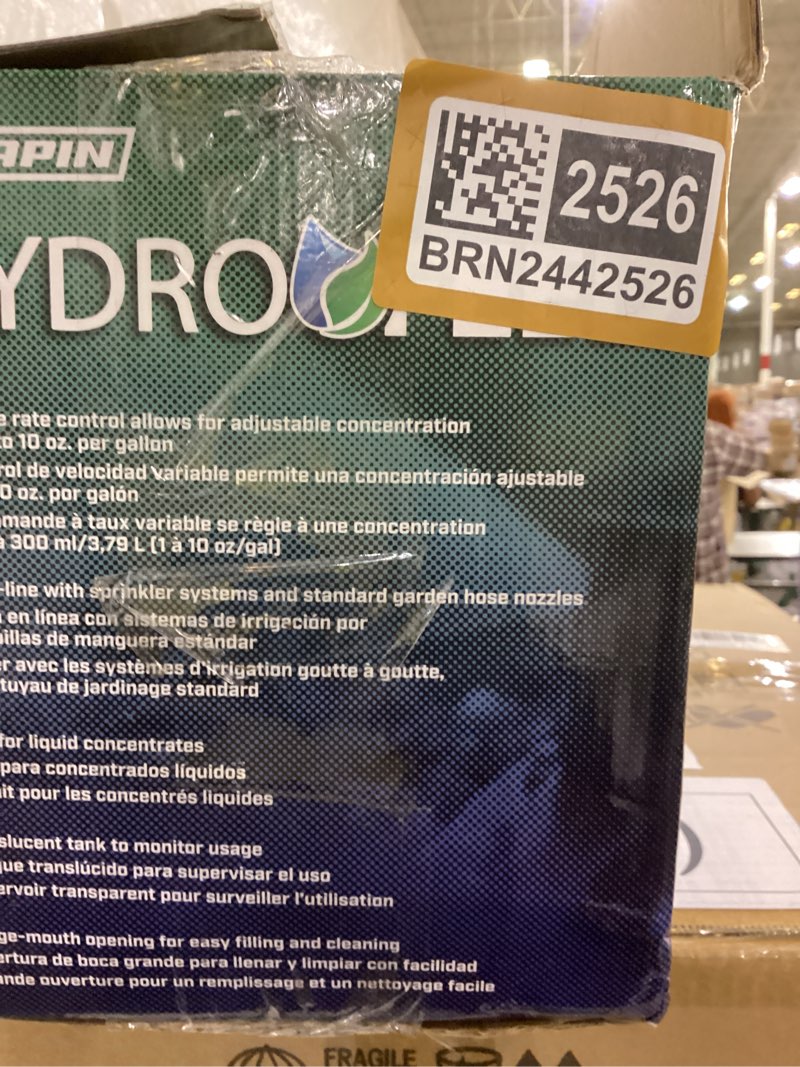 APIN
2526
BRN2442526
YDRO
e rate control allows for adjustable concentration
to 10 oz. per gallon
rol de velocidad variable permite una concentración ajustable
0 oz. por galón
mande à taux variable se règle à une concentration
à 300 ml/3,79 L (1 à 10 oz/gal)
-line with sprinkler systems and standard garden hose nozzles
en línea con sistemas de irrigación por
illas de manguera estándar
r avec les systèmes d'irrigation goutte à goutte,
tuyau de jardinage standard
for liquid concentrates
para concentrados líquidos
it pour les concentrés liquides
slucent tank to monitor usage
que translúcido para supervisar el uso
ervoir transparent pour surveiller l'utilisation
ge-mouth opening for easy filling and cleaning
ertura de boca grande para llenar y limpiar con facilidad
ande ouverture pour un remplissage et un nettoyage facile
FRAGILE